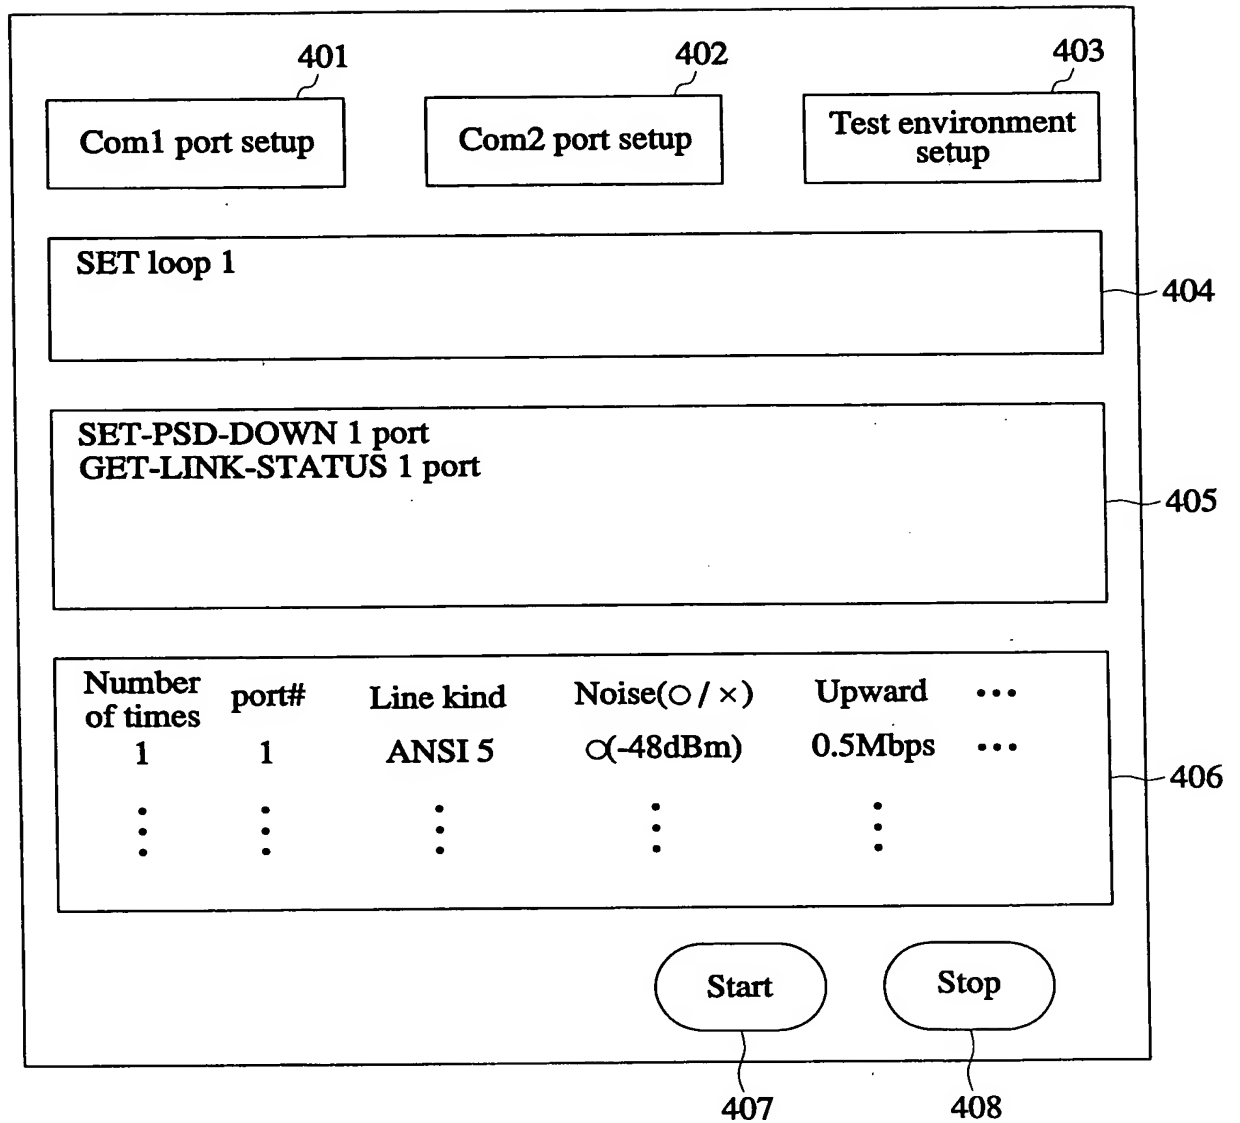 401
402
403
Com1 port setup
Com2 port setup
Test environment
setup
SET loop 1
404
SET-PSD-DOWN 1 port
GET-LINK-STATUS 1 port
405
Number
of times
port#
Line kind
Noise(○/×)
Upward
•••
1
1
ANSI 5
○(-48dBm)
0.5Mbps
•••
406
Start
Stop
407
408